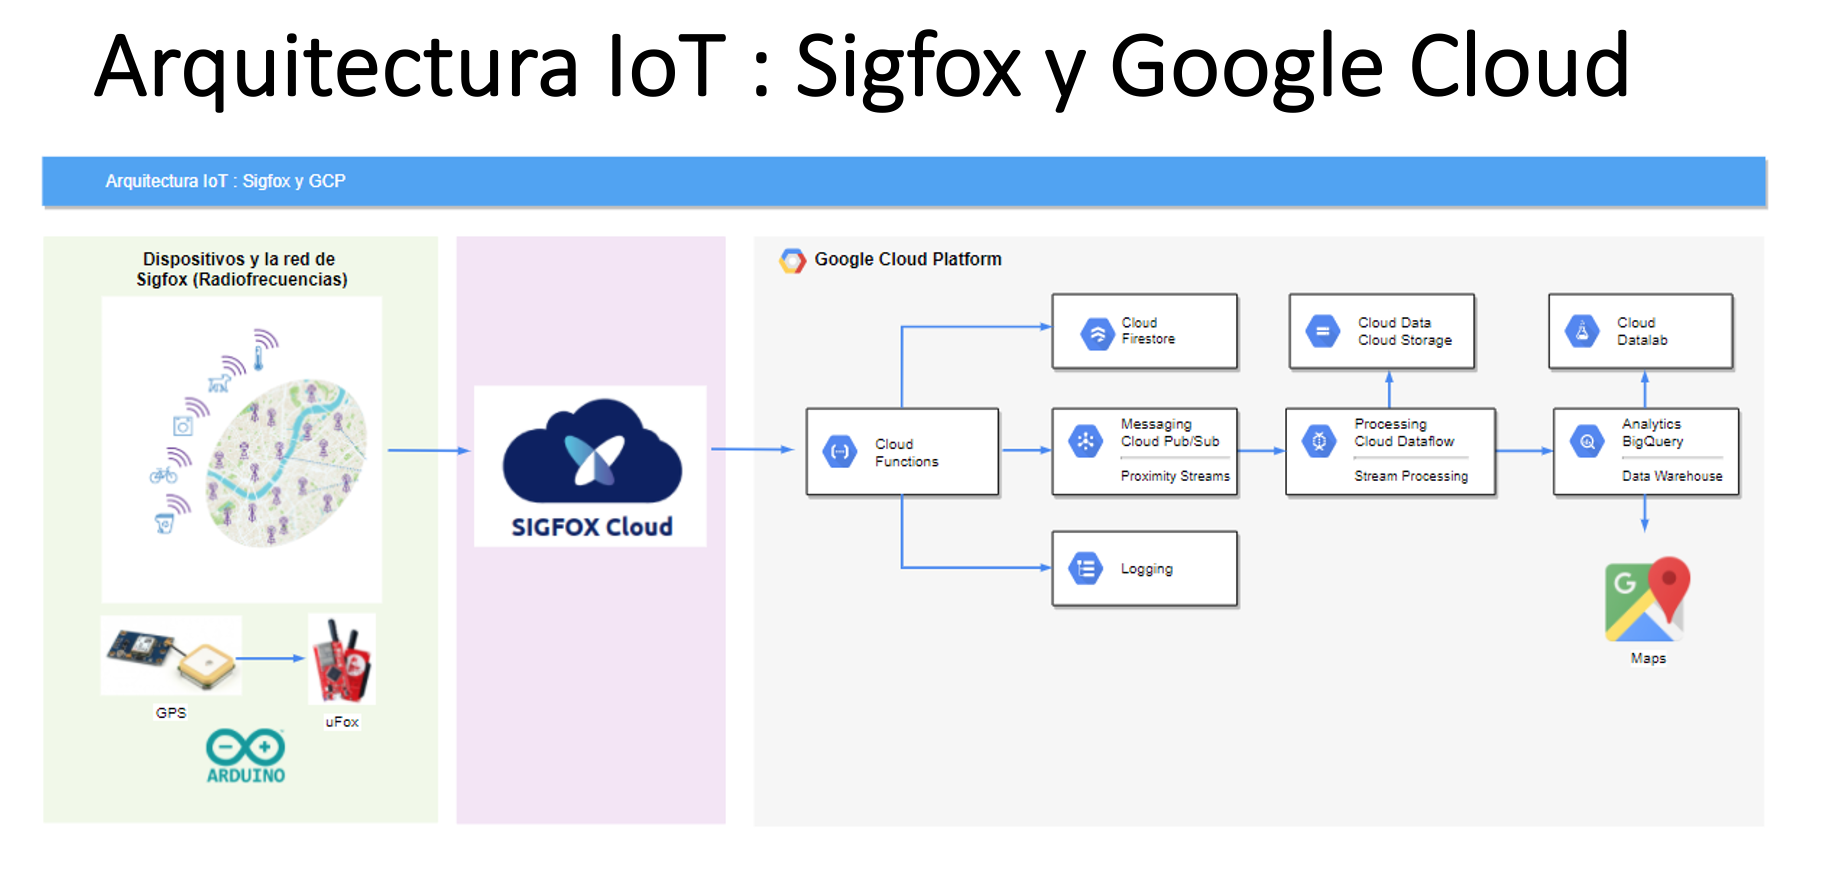 Arquitectura IoT : Sigfox y Google Cloud
Arquitectura IoT : Sigfox y GCP
Dispositivos y la red de
Sigfox (Radiofrecuencias)
GPS
uFox
ARDUINO
SIGFOX Cloud
Google Cloud Platform
Cloud
Functions
Cloud
Firestore
Messaging
Cloud Pub/Sub
Proximity Streams
Logging
Cloud Data
Cloud Storage
Processing
Cloud Dataflow
Stream Processing
Cloud
Datalab
Analytics
BigQuery
Data Warehouse
G
Maps